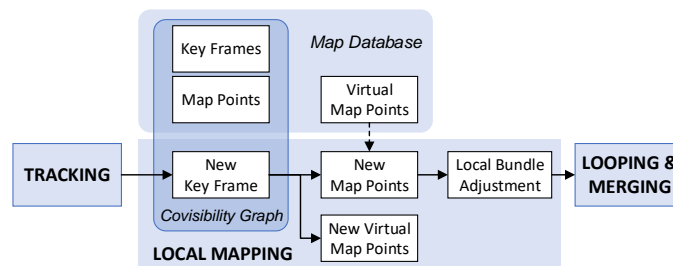 Key Frames
Map Database
Map Points
Virtual
Map Points
TRACKING
New
Key Frame
New
Map Points
Local Bundle
Adjustment
LOOPING &
MERGING
Covisibility Graph
New Virtual
Map Points
LOCAL MAPPING